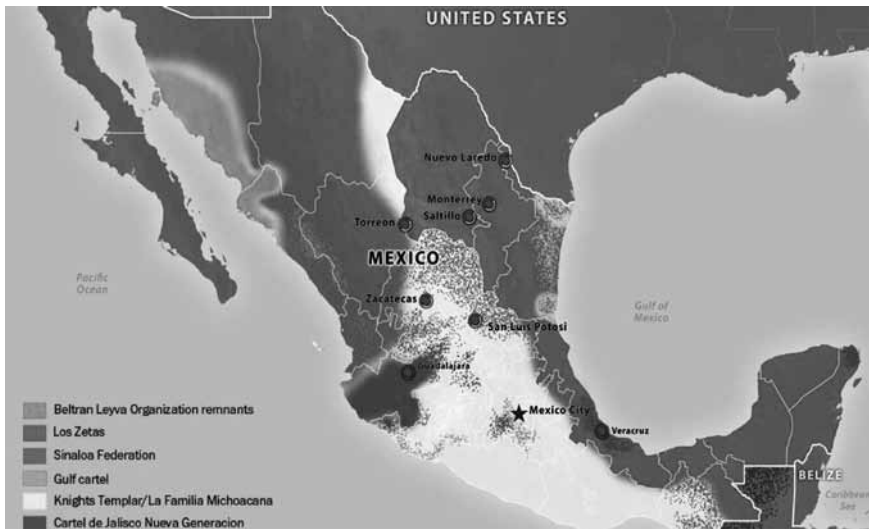 UNITED STATES
Nuevo Laredo
Monterrey
Saltillo
Torreon
MEXICO
Pacific
Ocean
Gulf of
Mexico
Zacatecas
San Luis Potosi
Guadalajara
Mexico City
Veracruz
BELIZE
Caribbean
Sea
Beltran Leyva Organization remnants
Los Zetas
Sinaloa Federation
Gulf cartel
Knights Templar/La Familia Michoacana
Cartel de Jalisco Nueva Generacion